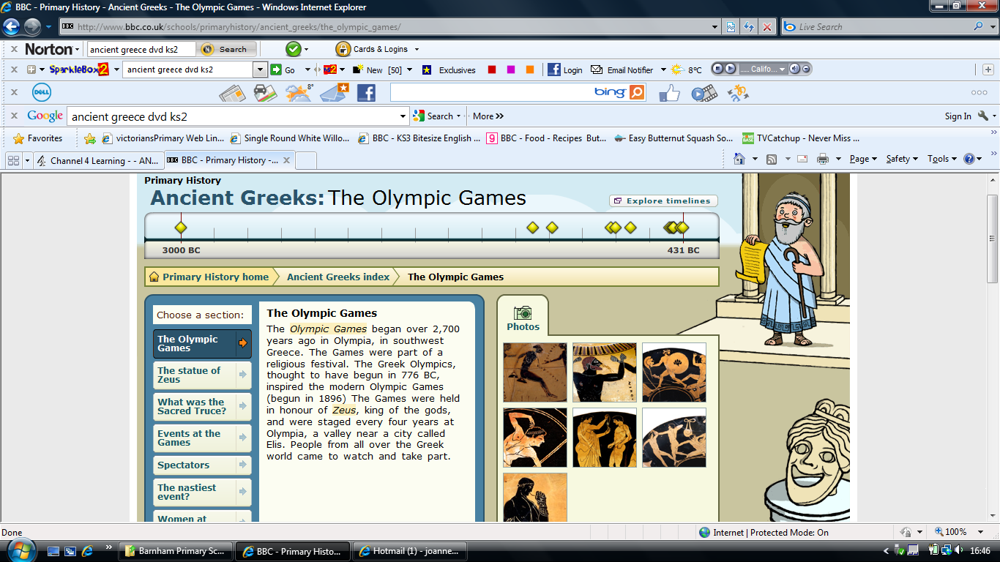 BBC - Primary History - Ancient Greeks - The Olympic Games - Windows Internet Explorer
http://www.bbc.co.uk/schools/primaryhistory/ancient_greeks/the_olympic_games/
Live Search
Norton
ancient greece dvd ks2
Search
Cards & Logins
SparkleBox2
ancient greece dvd ks2
Go
New [50]
Exclusives
Login
Email Notifier
8°C
...... Califo...
DELL
8°
bing
Google
ancient greece dvd ks2
Search
More »
Sign In
Favorites
victoriansPrimary Web Lin...
Single Round White Willo...
BBC - KS3 Bitesize English ...
BBC - Food - Recipes But...
Easy Butternut Squash So...
TVCatchup - Never Miss ...
Channel 4 Learning - - AN...
BBC - Primary History -...
Page
Safety
Tools
Primary History
Ancient Greeks: The Olympic Games
Explore timelines
3000 BC
431 BC
Primary History home
Ancient Greeks index
The Olympic Games
Choose a section:
The Olympic
Games
The statue of
Zeus
What was the
Sacred Truce?
Events at the
Games
Spectators
The nastiest
event?
Women at
The Olympic Games
The Olympic Games began over 2,700
years ago in Olympia, in southwest
Greece. The Games were part of a
religious festival. The Greek Olympics,
thought to have begun in 776 BC,
inspired the modern Olympic Games
(begun in 1896) The Games were held
in honour of Zeus, king of the gods,
and were staged every four years at
Olympia, a valley near a city called
Elis. People from all over the Greek
world came to watch and take part.
Photos
Done
Internet | Protected Mode: On
100%
Barnham Primary Sc...
BBC - Primary Histo...
Hotmail (1) - joanne...
16:46